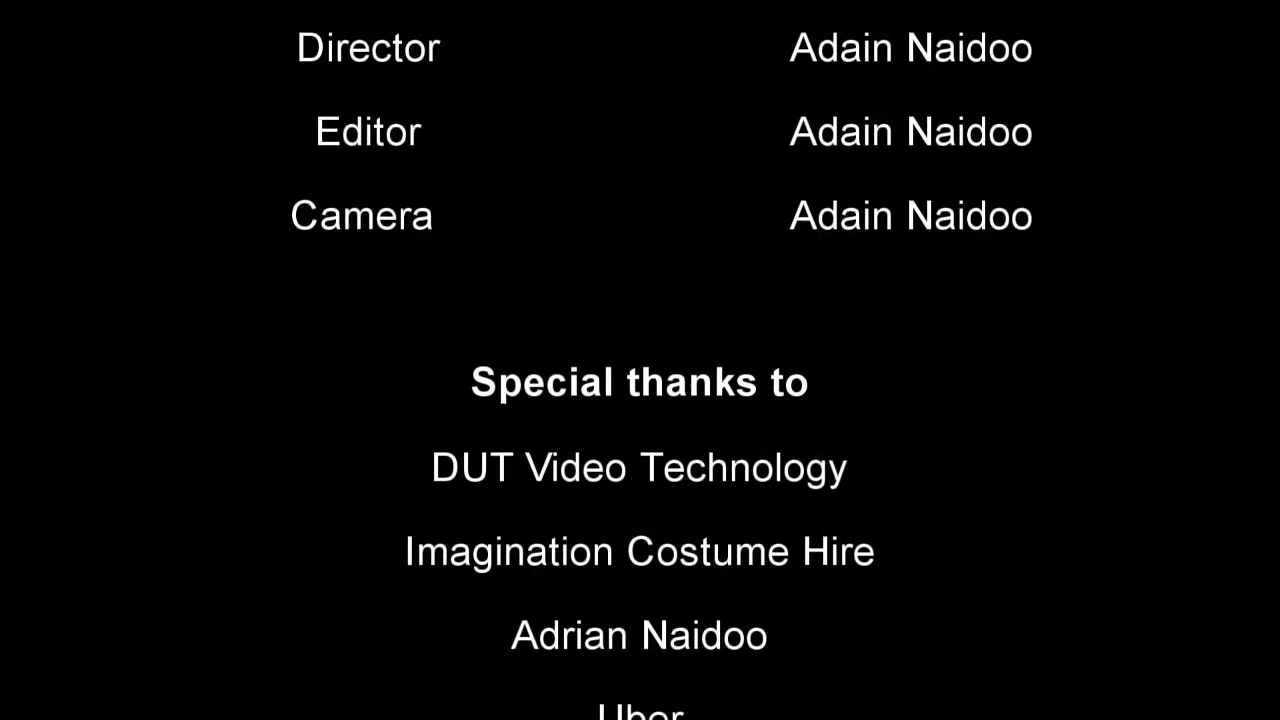 Director Adain Naidoo
Editor Adain Naidoo
Camera Adain Naidoo
Special thanks to
DUT Video Technology
Imagination Costume Hire
Adrian Naidoo
Uber